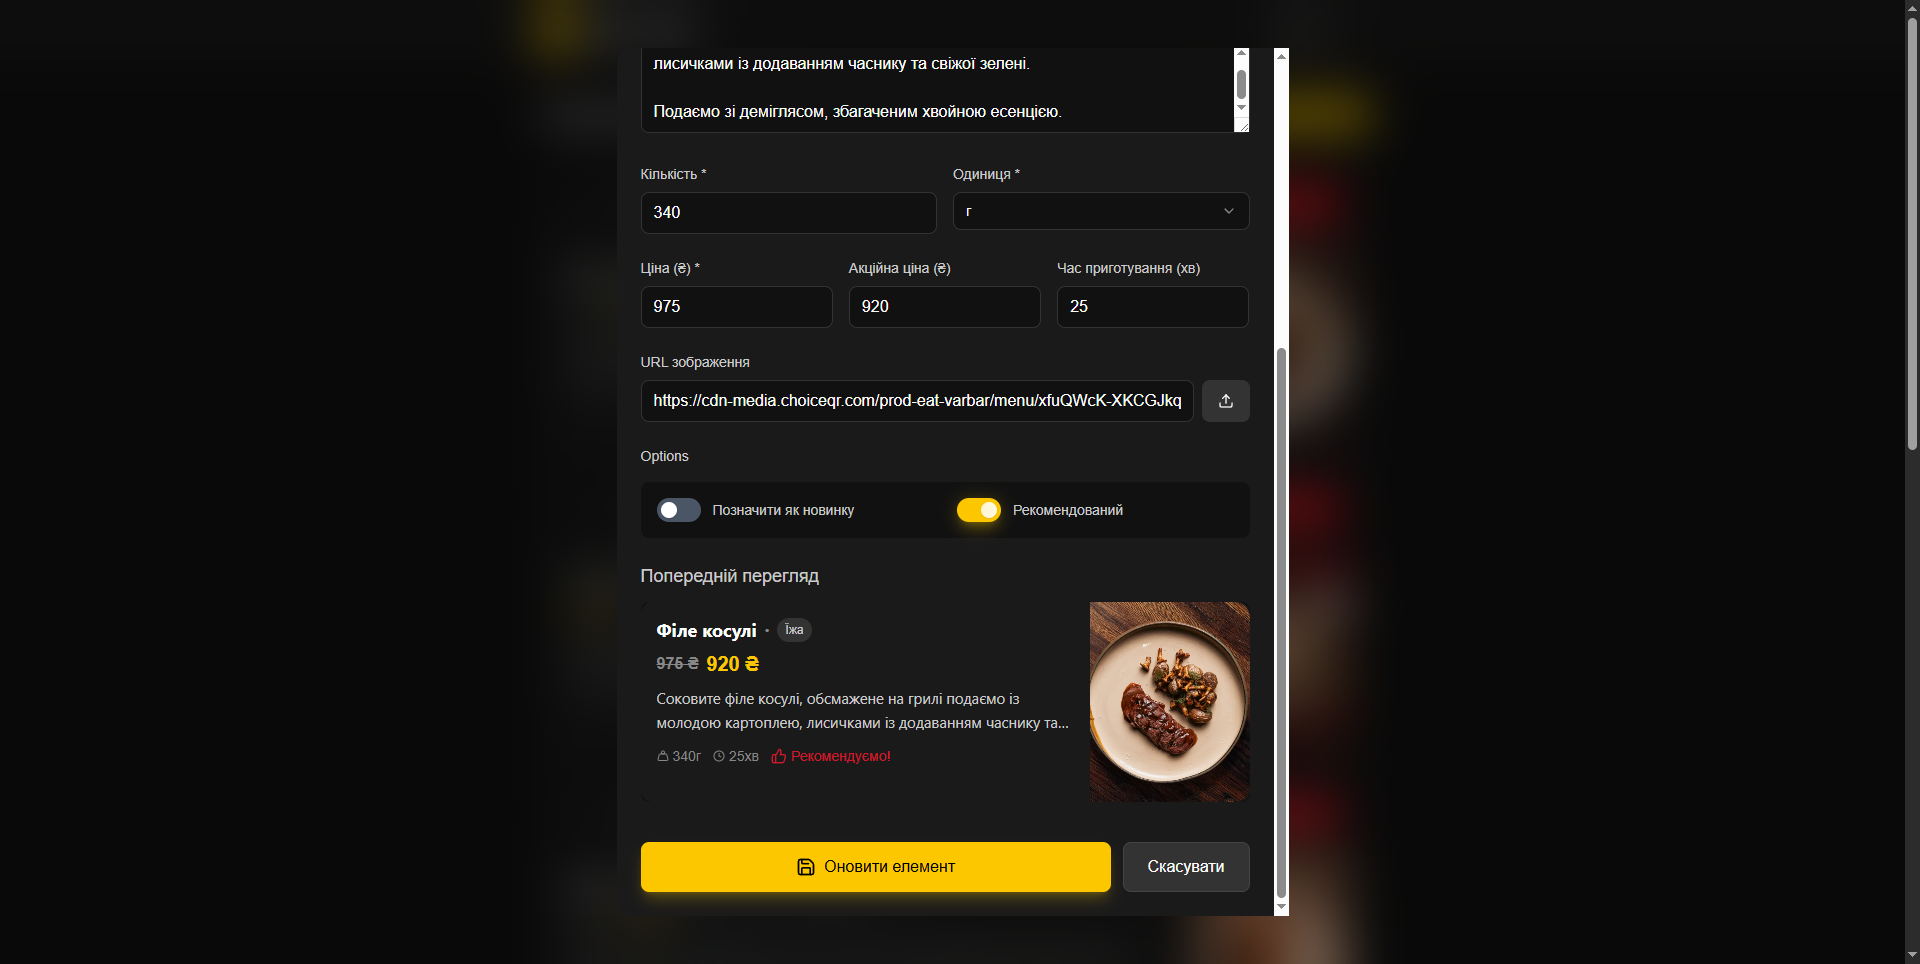 лисичками із додаванням часнику та свіжої зелені.
Подаємо зі деміглясом, збагаченим хвойною есенцією.
Кількість *
Одиниця *
340
г
Ціна (₴) *
Акційна ціна (₴)
Час приготування (хв)
975
920
25
URL зображення
https://cdn-media.choiceqr.com/prod-eat-varbar/menu/xfuQWcK-XKCGJkq
Options
Позначити як новинку
Рекомендований
Попередній перегляд
Філе косулі • Їжа
975 ₴ 920 ₴
Соковите філе косулі, обсмажене на грилі подаємо із
молодою картоплею, лисичками із додаванням часнику та...
340г 25хв Рекомендуємо!
Оновити елемент
Скасувати